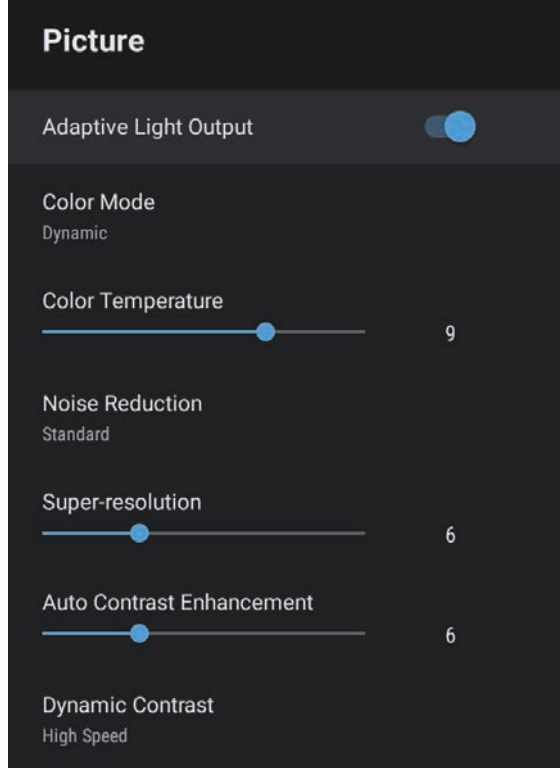 Picture
Adaptive Light Output
Color Mode
Dynamic
Color Temperature
9
Noise Reduction
Standard
Super-resolution
6
Auto Contrast Enhancement
6
Dynamic Contrast
High Speed